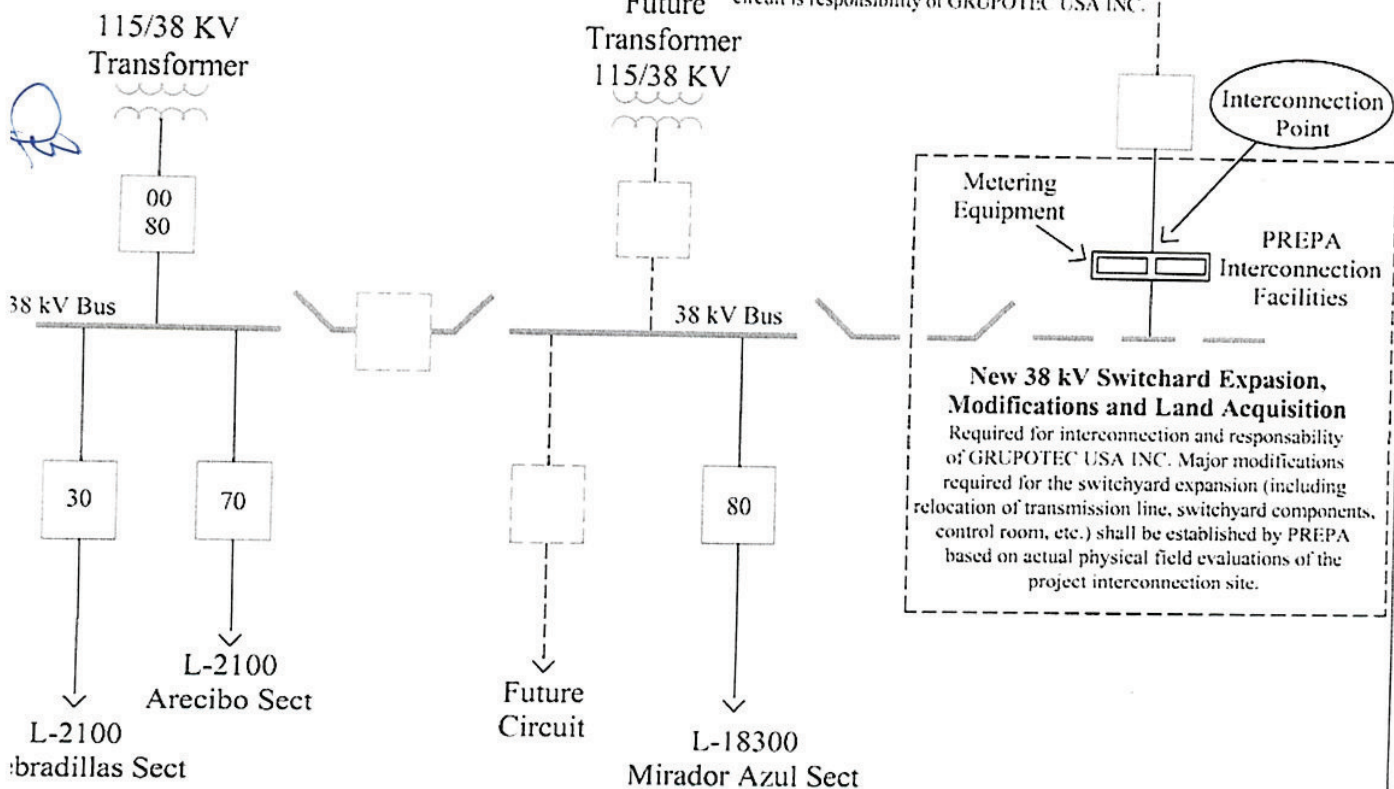 circuit is responsibility of GRUPOTEC USA INC.
115/38 KV
Transformer
Future
Transformer
115/38 KV
Interconnection
Point
Metering
Equipment
PREPA
Interconnection
Facilities
00
80
38 kV Bus
38 kV Bus
New 38 kV Switchard Expasion,
Modifications and Land Acquisition
Required for interconnection and responsability
of GRUPOTEC USA INC. Major modifications
required for the switchyard expansion (including
relocation of transmission line, switchyard components,
control room, etc.) shall be established by PREPA
based on actual physical field evaluations of the
project interconnection site.
30
70
80
L-2100
Arecibo Sect
L-2100
ebradillas Sect
Future
Circuit
L-18300
Mirador Azul Sect